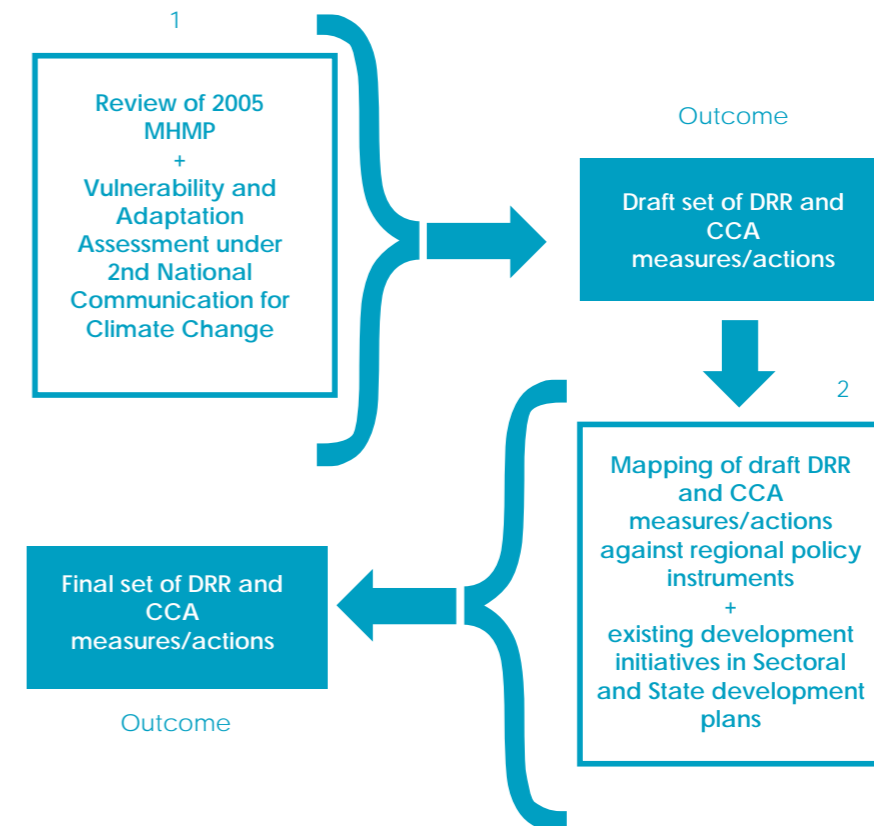 1
Review of 2005
MHMP
+
Vulnerability and
Adaptation
Assessment under
2nd National
Communication for
Climate Change
Outcome
Draft set of DRR and
CCA
measures/actions
2
Mapping of draft DRR
and CCA
measures/actions
against regional policy
instruments
+
existing development
initiatives in Sectoral
and State development
plans
Final set of DRR and
CCA
measures/actions
Outcome